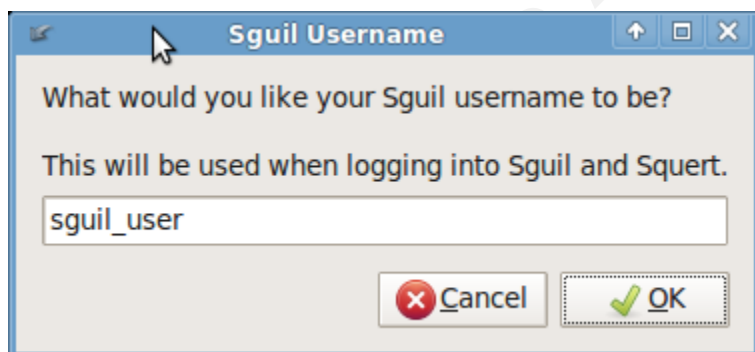 Sguil Username
What would you like your Sguil username to be?
This will be used when logging into Sguil and Squert.
sguil_user
Cancel
OK